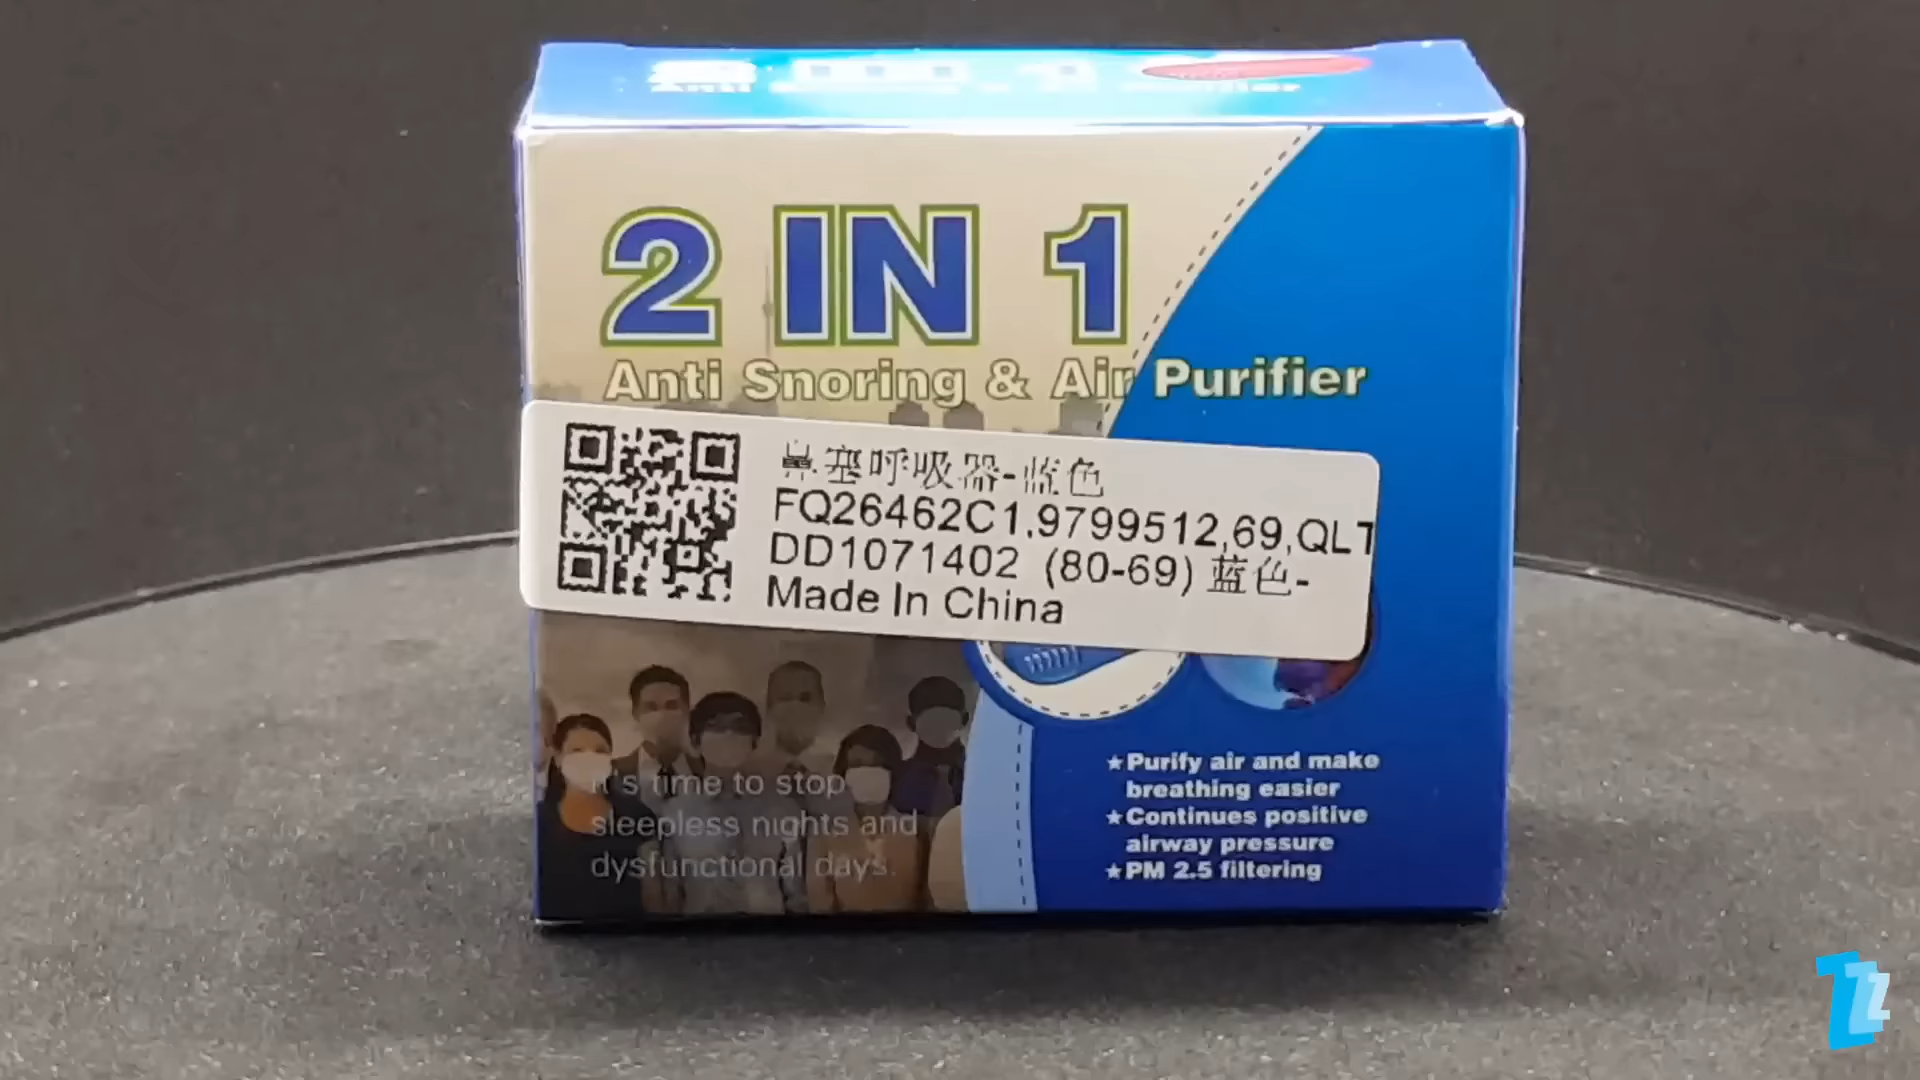 2 IN 1
Anti Snoring & Air Purifier
鼻塞呼吸器-蓝色
FQ26462C1,9799512,69,QLT
DD1071402 (80-69) 蓝色-
Made In China
It's time to stop
sleepless nights and
dysfunctional days.
★Purify air and make
breathing easier
★Continues positive
airway pressure
★PM 2.5 filtering
Zzz